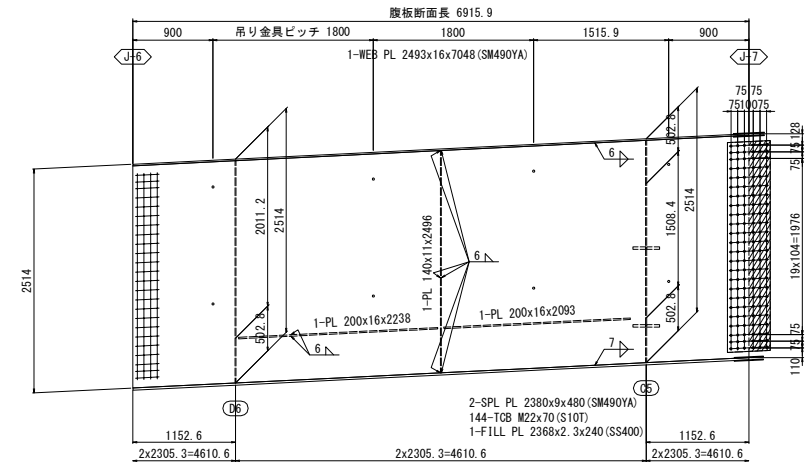 腹板断面長 6915.9
900
吊り金具ピッチ 1800
1800
1515.9
900
J-6
1-WEB PL 2493x16x7048(SM490YA)
J-7
75 75
75 100 75
128
75 75
75
19x104=1976
75
75 75
110
6
502.8
2514
1508.4
502.8
2011.2
2514
502.8
2514
1-PL 140x11x2496
6
1-PL 200x16x2238
1-PL 200x16x2093
6
7
D6
C5
2-SPL PL 2380x9x480(SM490YA)
144-TCB M22x70(S10T)
1-FILL PL 2368x2.3x240(SS400)
1152.6
1152.6
2x2305.3=4610.6
2x2305.3=4610.6
2x2305.3=4610.6